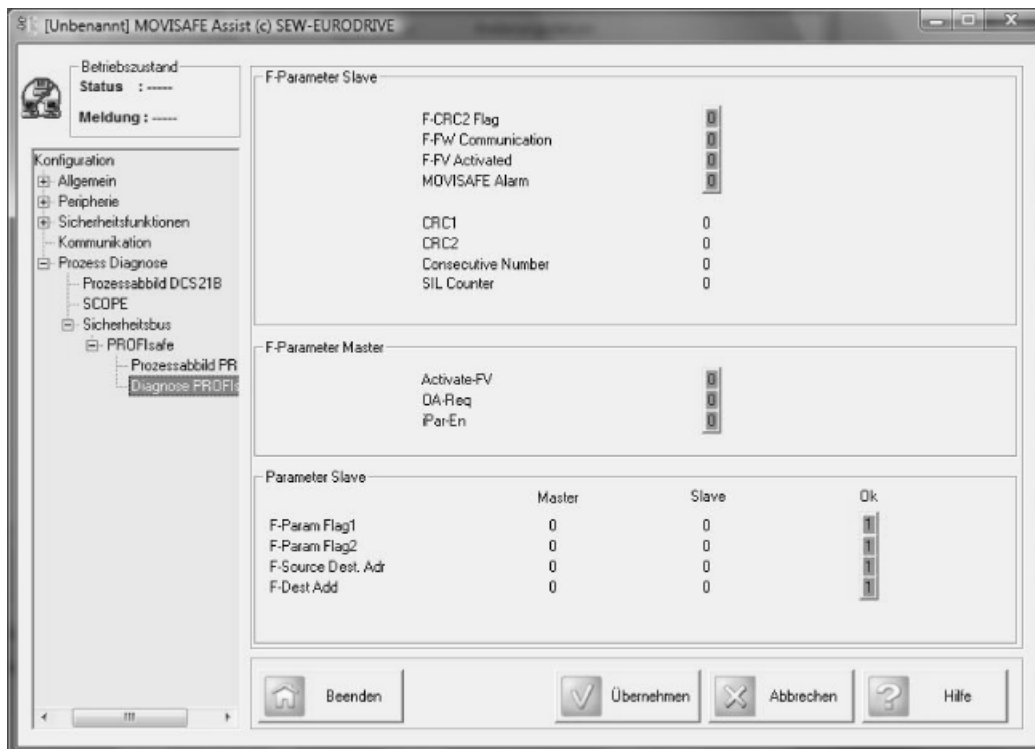 [Unbenannt] MOVISAFE Assist (c) SEW-EURODRIVE
Betriebszustand
Status : -----
Meldung : -----
Konfiguration
Allgemein
Peripherie
Sicherheitsfunktionen
Kommunikation
Prozess Diagnose
Prozessabbild DCS21B
SCOPE
Sicherheitsbus
PROFIsafe
Prozessabbild PR
Diagnose PROFIs
F-Parameter Slave
F-CRC2 Flag 0
F-FW Communication 0
F-FV Activated 0
MOVISAFE Alarm 0
CRC1 0
CRC2 0
Consecutive Number 0
SIL Counter 0
F-Parameter Master
Activate-FV 0
OA-Req 0
iPar-En 0
Parameter Slave
Master Slave Ok
F-Param Flag1 0 0 1
F-Param Flag2 0 0 1
F-Source Dest. Adr 0 0 1
F-Dest Add 0 0 1
Beenden Übernehmen Abbrechen Hilfe